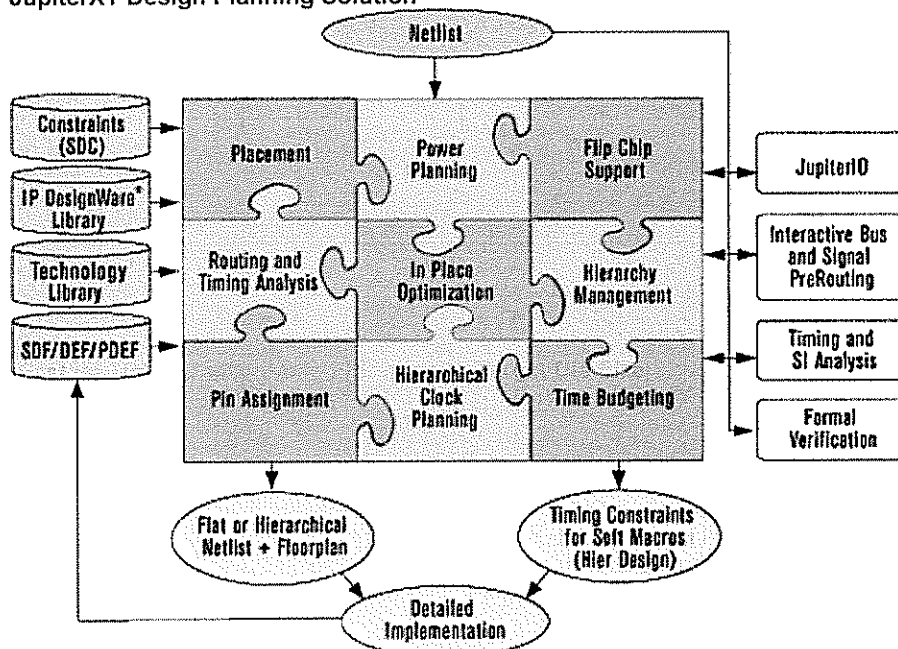 JupiterXT Design Planning Solution
Netlist
Constraints
(SDC)
IP DesignWare®
Library
Technology
Library
SDF/DEF/PDEF
Placement
Power
Planning
Flip Chip
Support
Routing and
Timing Analysis
In Place
Optimization
Hierarchy
Management
Pin Assignment
Hierarchical
Clock
Planning
Time Budgeting
JupiterIO
Interactive Bus
and Signal
PreRouting
Timing and
SI Analysis
Formal
Verification
Flat or Hierarchical
Netlist + Floorplan
Timing Constraints
for Soft Macros
(Hier Design)
Detailed
Implementation